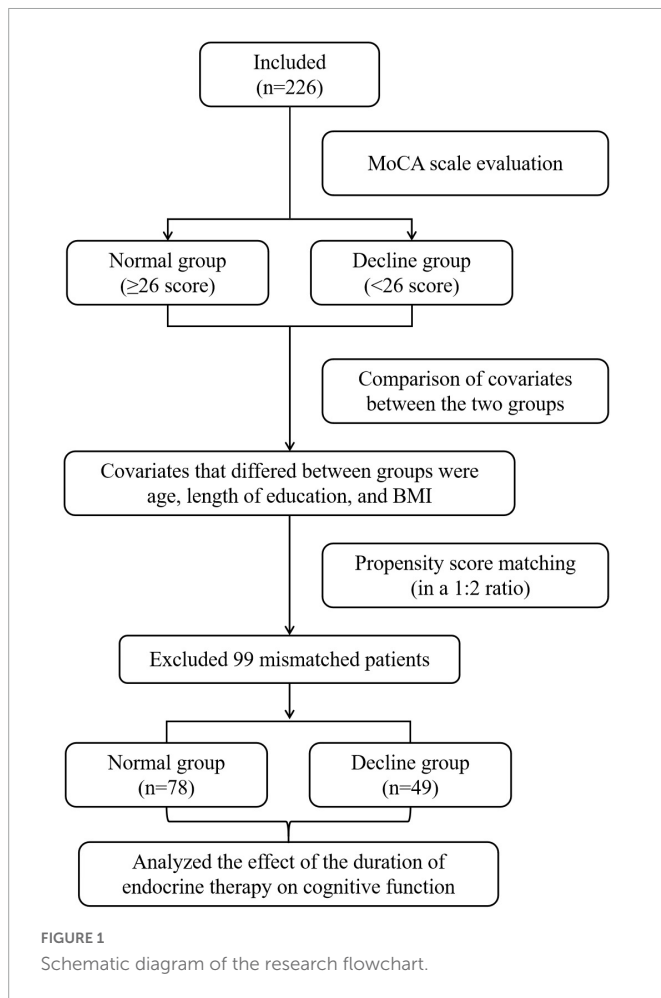 Included
(n=226)
MoCA scale evaluation
Normal group
(≥26 score)
Decline group
(<26 score)
Comparison of covariates
between the two groups
Covariates that differed between groups were
age, length of education, and BMI
Propensity score matching
(in a 1:2 ratio)
Excluded 99 mismatched patients
Normal group
(n=78)
Decline group
(n=49)
Analyzed the effect of the duration of
endocrine therapy on cognitive function
FIGURE 1
Schematic diagram of the research flowchart.